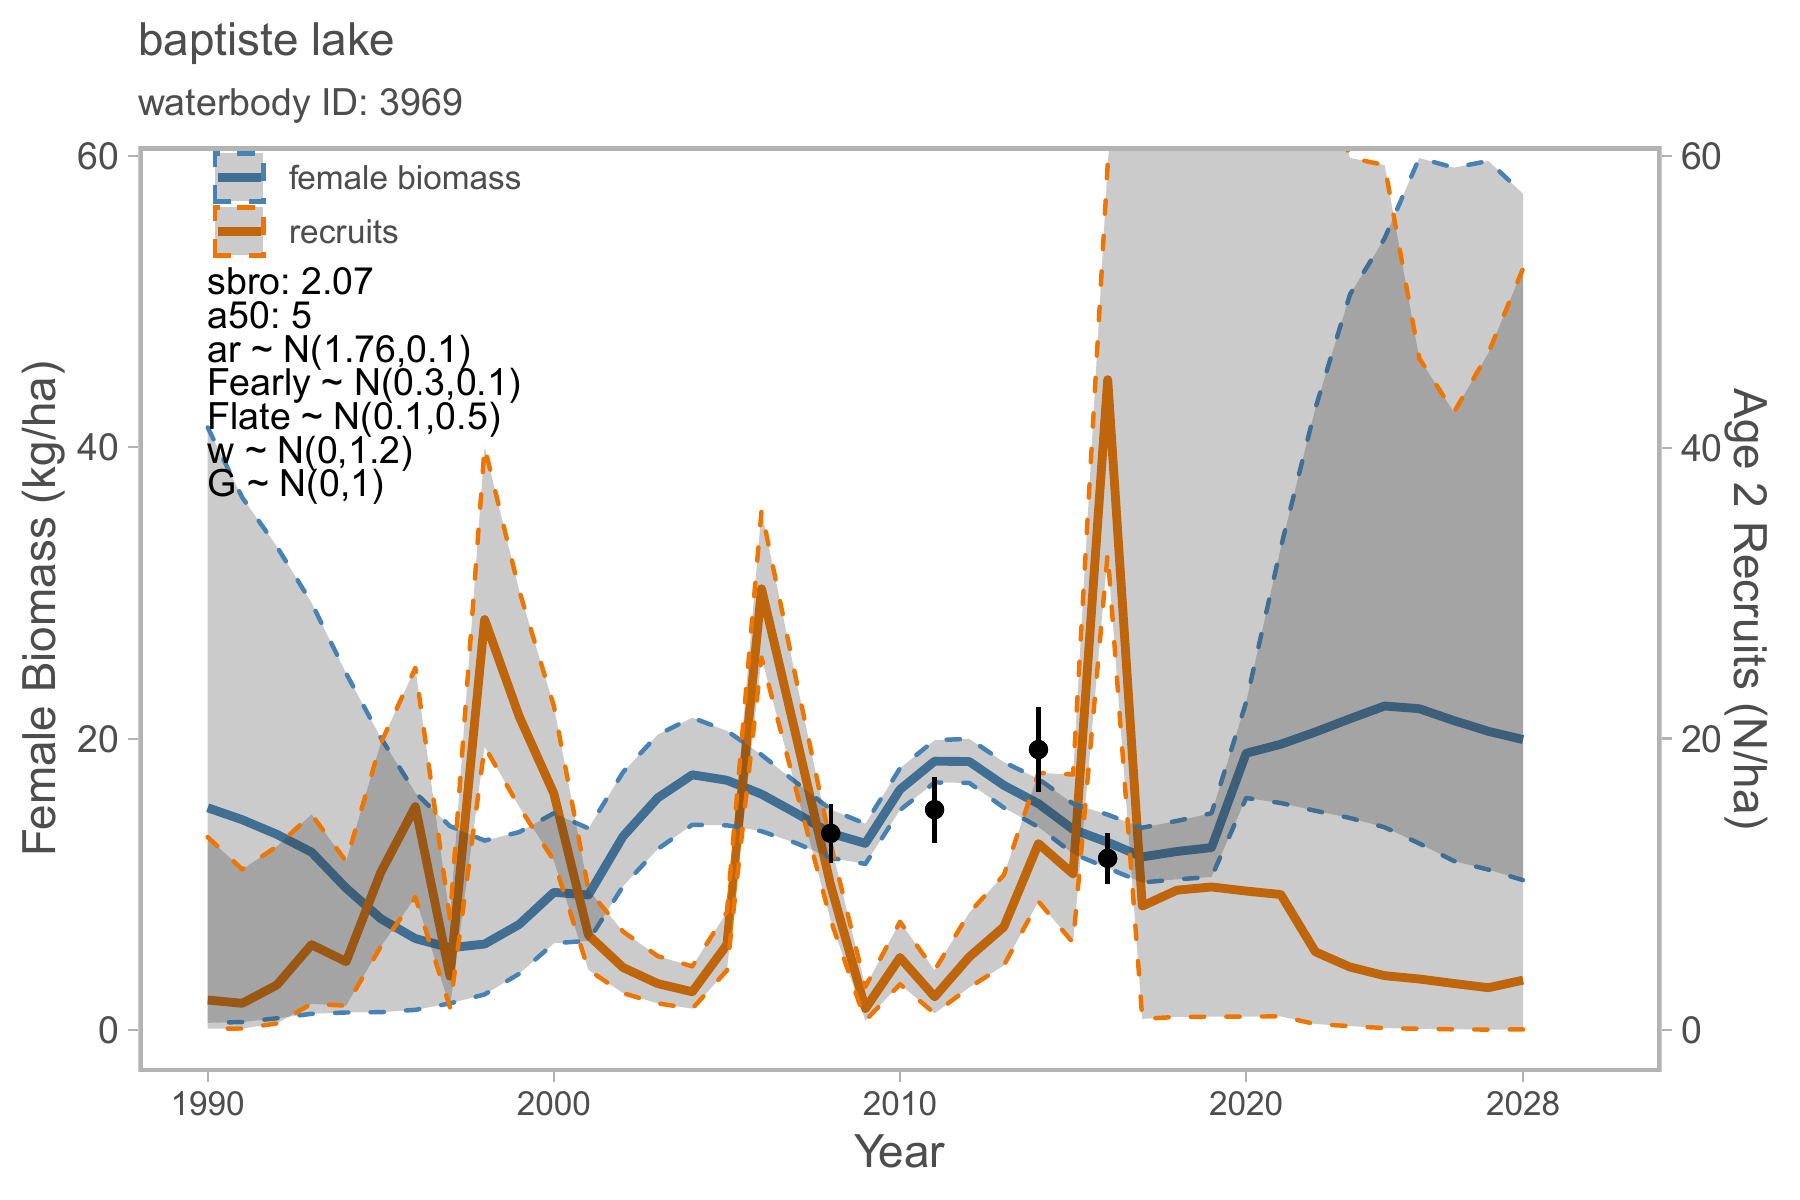 baptiste lake
waterbody ID: 3969
female biomass
recruits
sbro: 2.07
a50: 5
ar ~ N(1.76,0.1)
Fearly ~ N(0.3,0.1)
Flate ~ N(0.1,0.5)
w ~ N(0,1.2)
G ~ N(0,1)
Female Biomass (kg/ha)
60
40
20
0
60
40
20
0
Age 2 Recruits (N/ha)
1990
2000
2010
2020
2028
Year